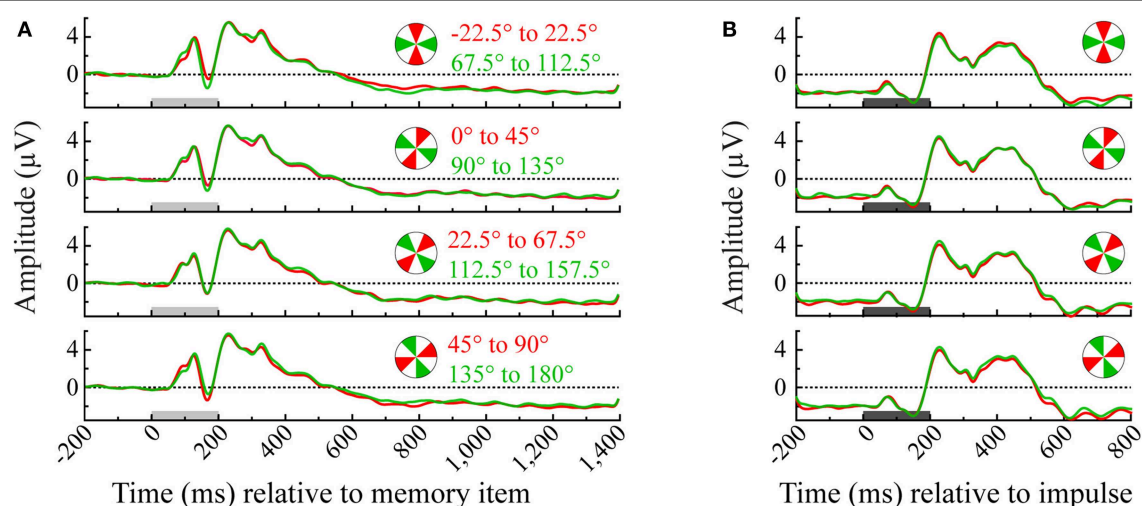 A
B
Amplitude (μV)
4
0
-22.5° to 22.5°
67.5° to 112.5°
4
0
0° to 45°
90° to 135°
4
0
22.5° to 67.5°
112.5° to 157.5°
4
0
45° to 90°
135° to 180°
-200 0 200 400 600 800 1,000 1,200 1,400
Time (ms) relative to memory item
Amplitude (μV)
4
0
4
0
4
0
4
0
-200 0 200 400 600 800
Time (ms) relative to impulse